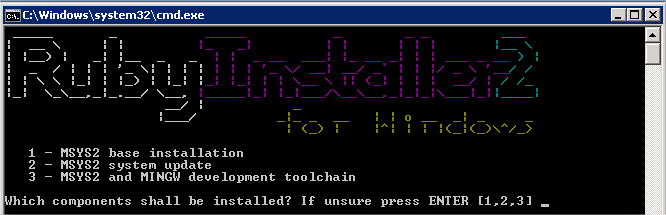 C:\Windows\system32\cmd.exe
RubyInstaller2
for Windows
1 - MSYS2 base installation
2 - MSYS2 system update
3 - MSYS2 and MINGW development toolchain
Which components shall be installed? If unsure press ENTER [1,2,3] _